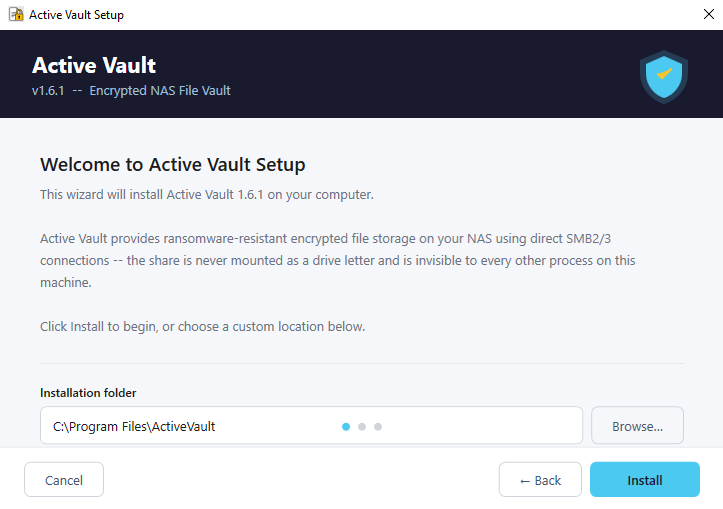 Active Vault Setup
Active Vault
v1.6.1 -- Encrypted NAS File Vault
Welcome to Active Vault Setup
This wizard will install Active Vault 1.6.1 on your computer.
Active Vault provides ransomware-resistant encrypted file storage on your NAS using direct SMB2/3
connections -- the share is never mounted as a drive letter and is invisible to every other process on this
machine.
Click Install to begin, or choose a custom location below.
Installation folder
C:\Program Files\ActiveVault
Browse...
Cancel
← Back
Install